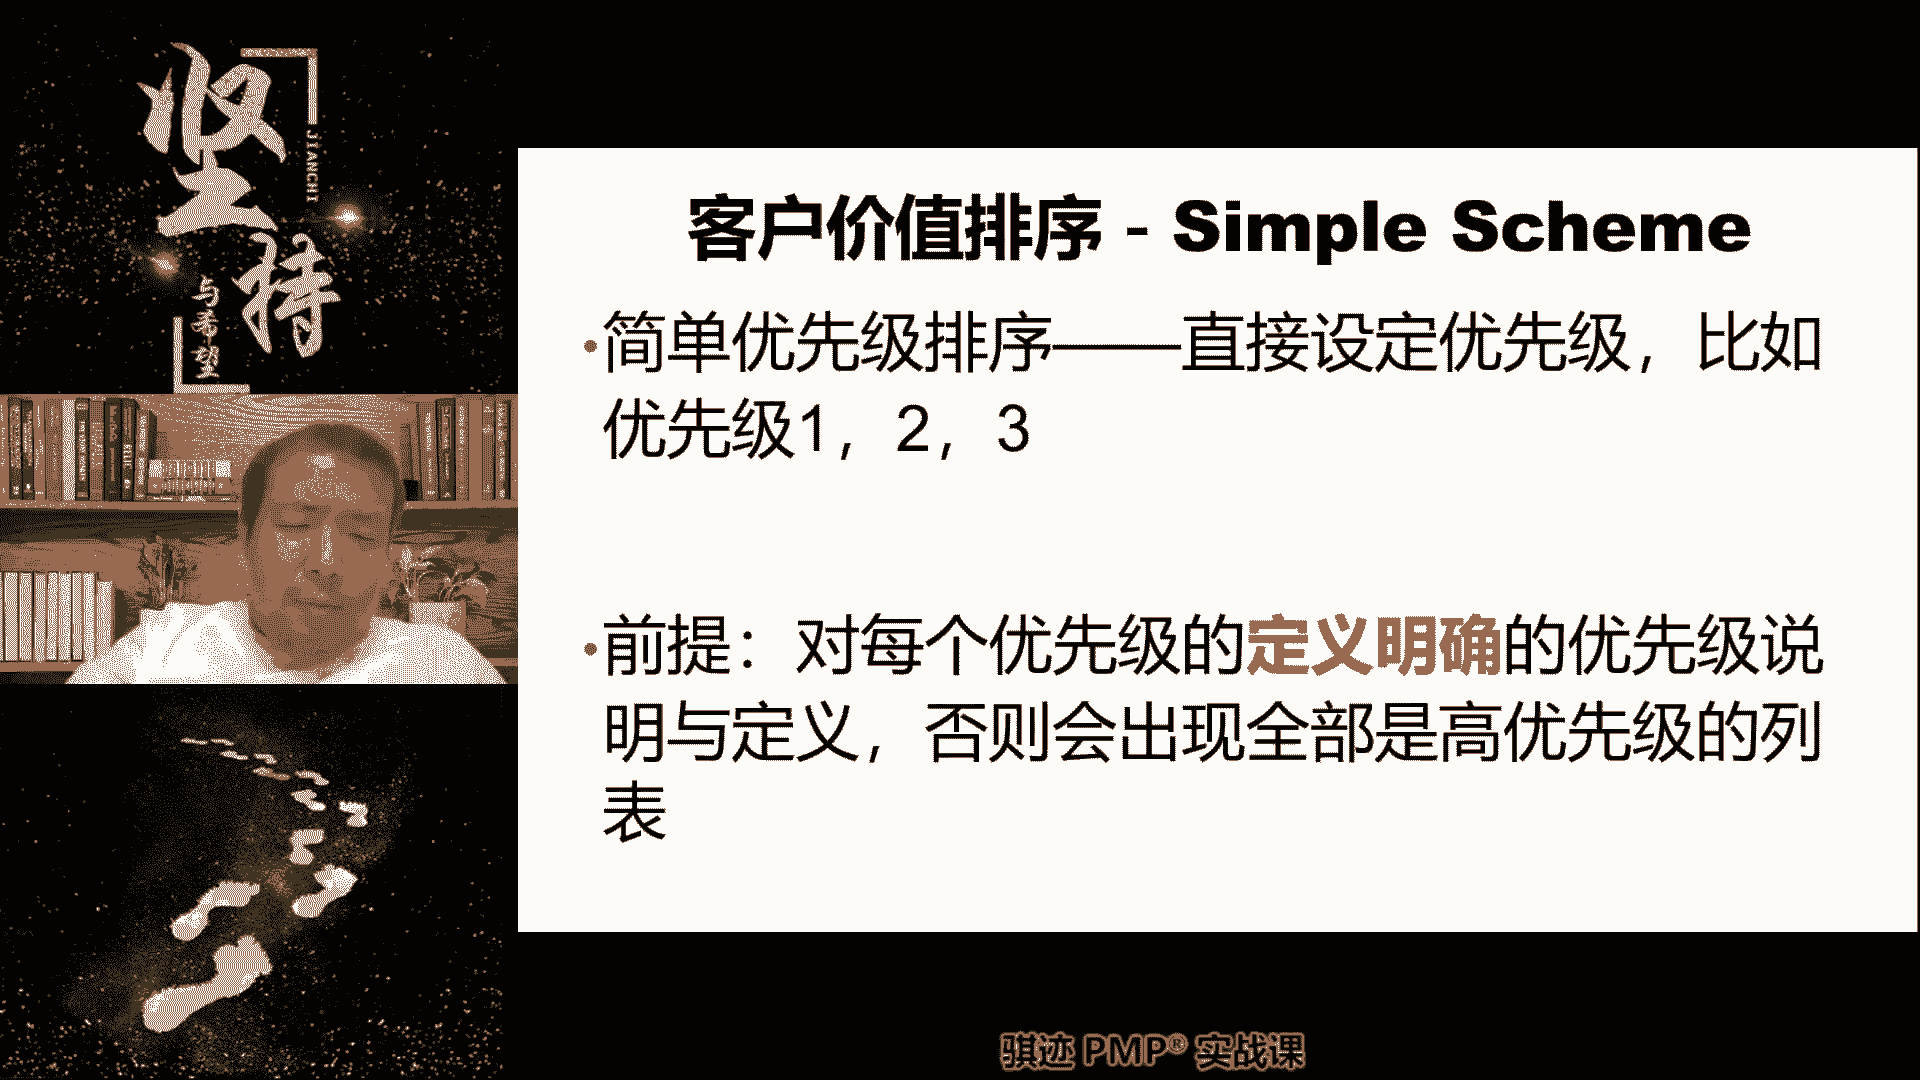 坚持
JIANCHI
与希望
客户价值排序 - Simple Scheme
•简单优先级排序——直接设定优先级，比如
优先级1，2，3
•前提：对每个优先级的定义明确的优先级说
明与定义，否则会出现全部是高优先级的列
表
骐迹 PMP® 实战课